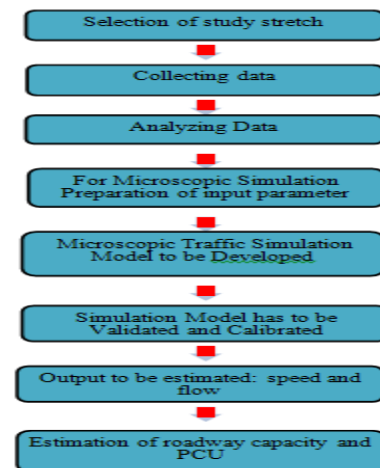 Selection of study stretch
Collecting data
Analyzing Data
For Microscopic Simulation
Preparation of input parameter
Microscopic Traffic Simulation
Model to be Developed
Simulation Model has to be
Validated and Calibrated
Output to be estimated: speed and
flow
Estimation of roadway capacity and
PCU